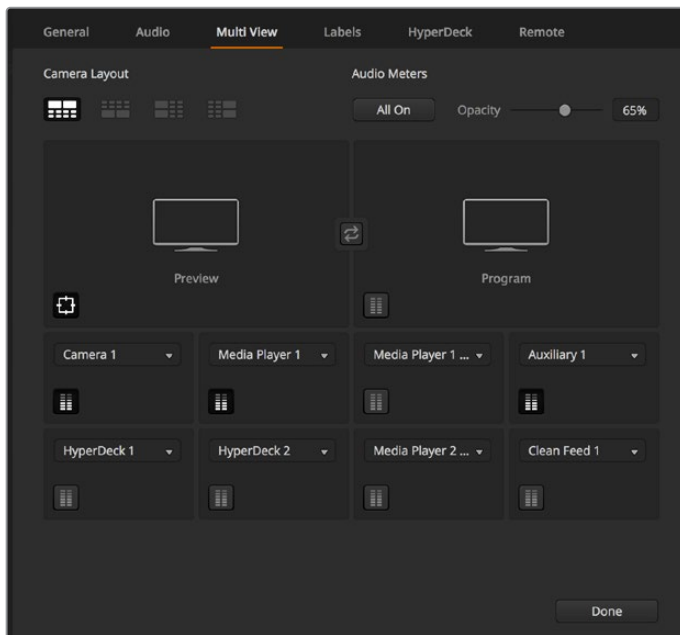 General Audio Multi View Labels HyperDeck Remote
Camera Layout Audio Meters
All On Opacity 65%
Preview Program
Camera 1 Media Player 1 Media Player 1 ... Auxiliary 1
HyperDeck 1 HyperDeck 2 Media Player 2 ... Clean Feed 1
Done